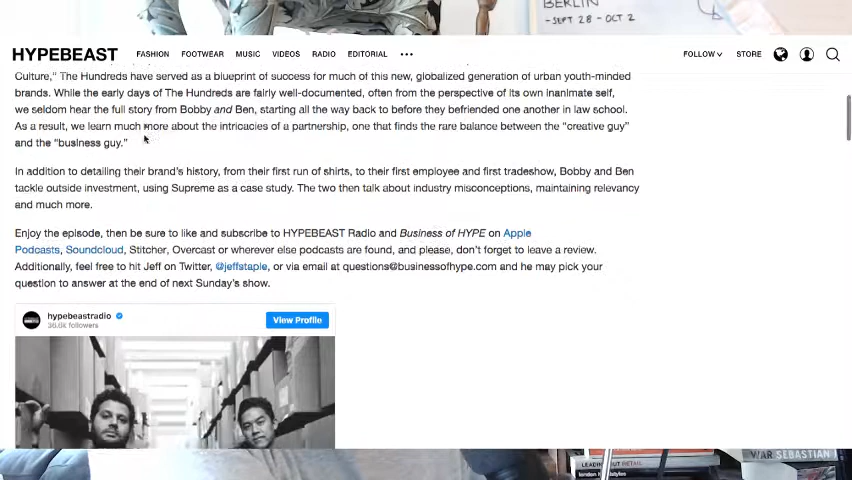 BERLIN
-SEPT 28 - OCT 2
HYPEBEAST FASHION FOOTWEAR MUSIC VIDEOS RADIO EDITORIAL ••• FOLLOW STORE
Culture,” The Hundreds have served as a blueprint of success for much of this new, globalized generation of urban youth-minded
brands. While the early days of The Hundreds are fairly well-documented, often from the perspective of its own inanimate self,
we seldom hear the full story from Bobby and Ben, starting all the way back to before they befriended one another in law school.
As a result, we learn much more about the intricacies of a partnership, one that finds the rare balance between the “creative guy”
and the “business guy.”
In addition to detailing their brand’s history, from their first run of shirts, to their first employee and first tradeshow, Bobby and Ben
tackle outside investment, using Supreme as a case study. The two then talk about industry misconceptions, maintaining relevancy
and much more.
Enjoy the episode, then be sure to like and subscribe to HYPEBEAST Radio and Business of HYPE on Apple
Podcasts, Soundcloud, Stitcher, Overcast or wherever else podcasts are found, and please, don’t forget to leave a review.
Additionally, feel free to hit Jeff on Twitter, @jeffstaple, or via email at questions@businessofhype.com and he may pick your
question to answer at the end of next Sunday’s show.
hypebeastradio View Profile
38.6k followers
WAR SEBASTIAN
LEADING OUT RETAIL